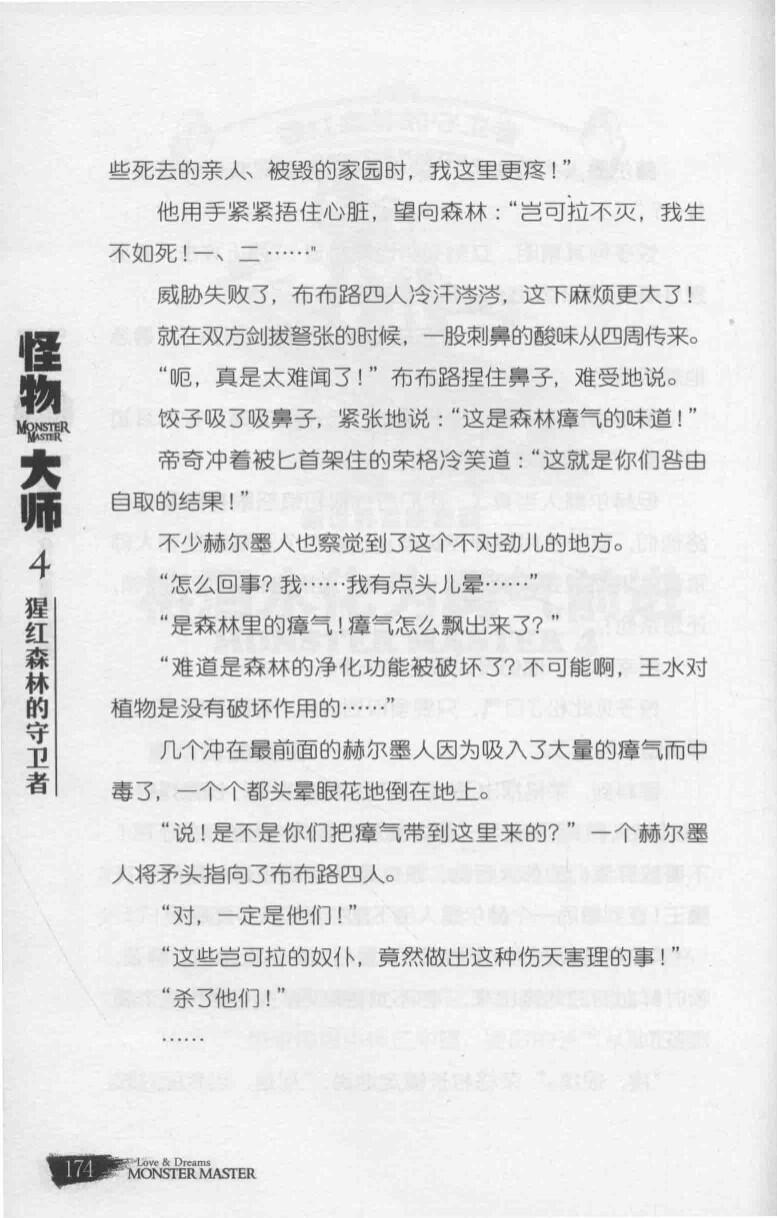 些死去的亲人、被毁的家园时，我这里更疼！”
他用手紧紧捂住心脏，望向森林：“岂可拉不灭，我生
不如死！一、二……"
威胁失败了，布布路四人冷汗涔涔，这下麻烦更大了！
就在双方剑拔弩张的时候，一股刺鼻的酸味从四周传来。
“呃，真是太难闻了！”布布路捏住鼻子，难受地说。
饺子吸了吸鼻子，紧张地说：“这是森林瘴气的味道！”
帝奇冲着被匕首架住的荣格冷笑道：“这就是你们咎由
自取的结果！”
不少赫尔墨人也察觉到了这个不对劲儿的地方。
“怎么回事？我……我有点头儿晕……”
“是森林里的瘴气！瘴气怎么飘出来了？”
“难道是森林的净化功能被破坏了？不可能啊，王水对
植物是没有破坏作用的……”
几个冲在最前面的赫尔墨人因为吸入了大量的瘴气而中
毒了，一个个都头晕眼花地倒在地上。
“说！是不是你们把瘴气带到这里来的？”一个赫尔墨
人将矛头指向了布布路四人。
“对，一定是他们！”
“这些岂可拉的奴仆，竟然做出这种伤天害理的事！”
“杀了他们！”
……
怪物
MONSTER
MASTER
大师
4
猩红森林的守卫者
174
Love & Dreams
MONSTER MASTER